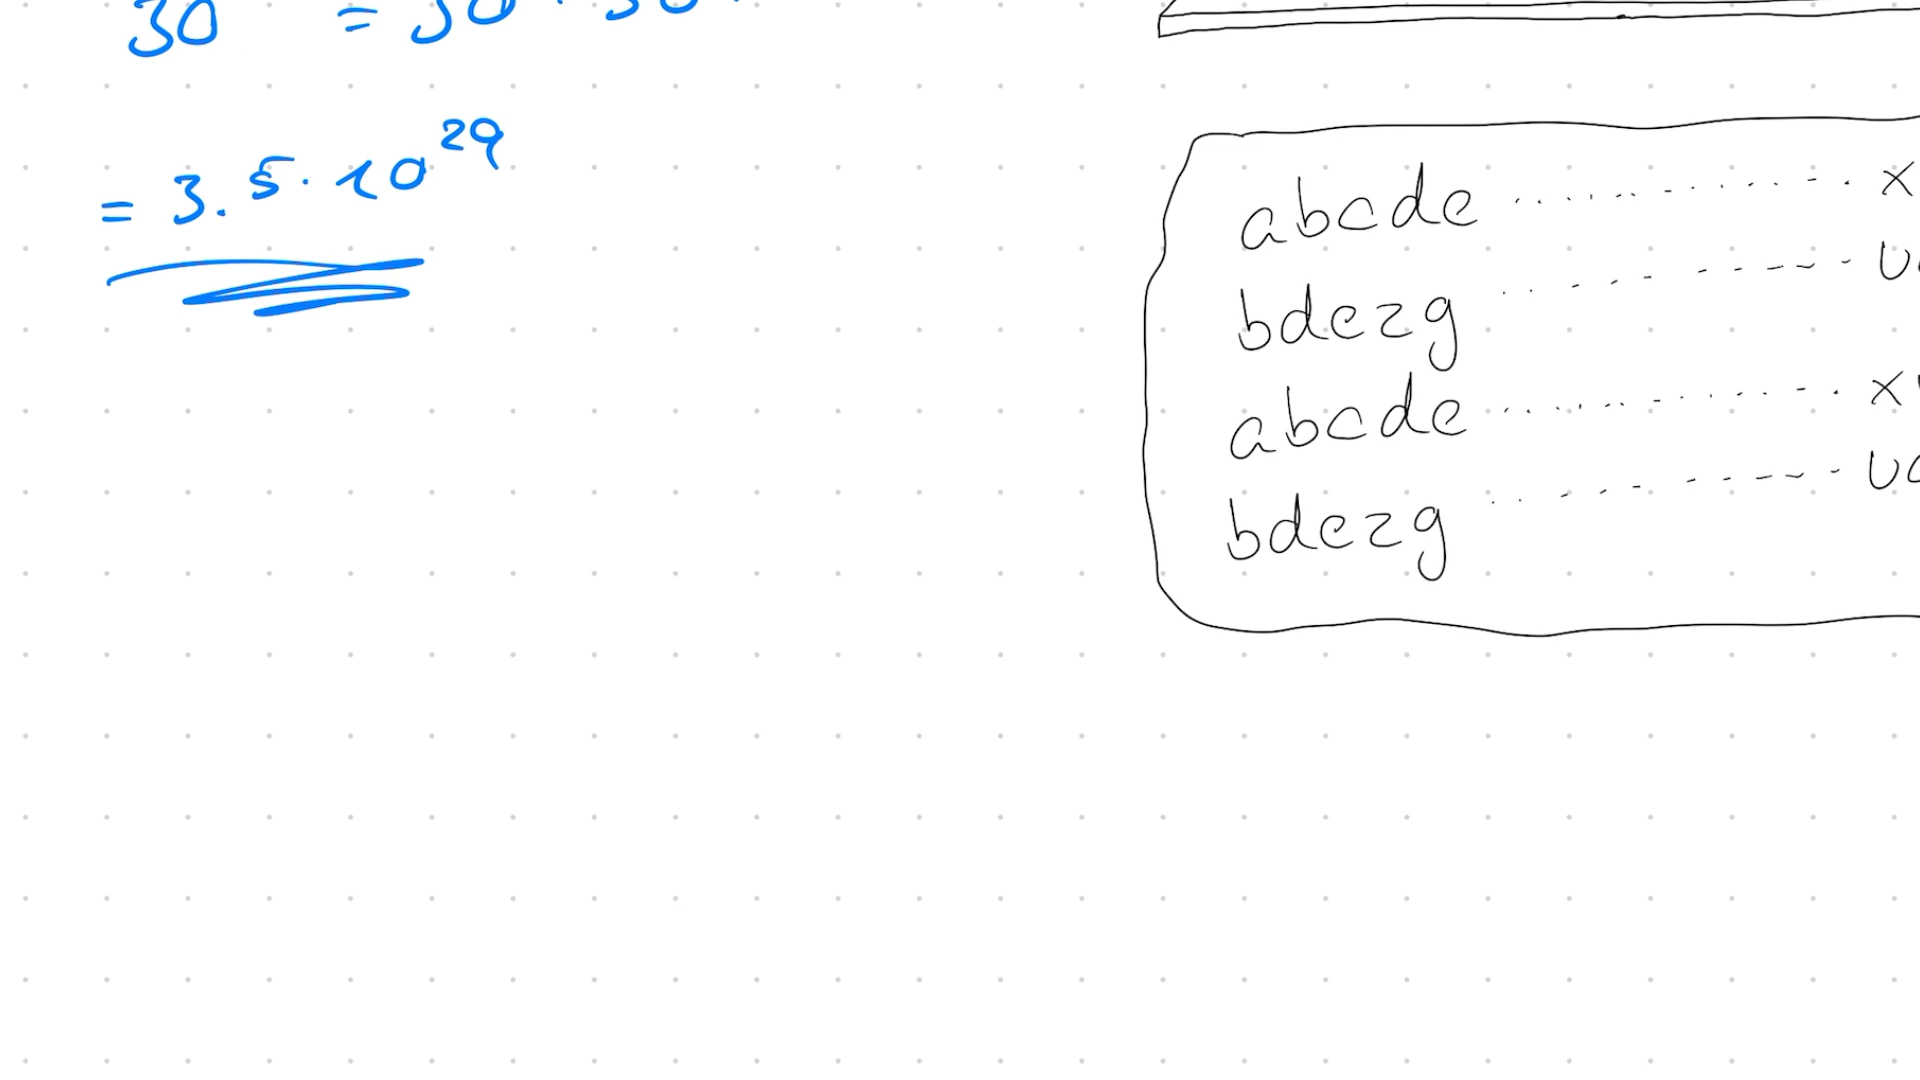 30 = 30 · 30
= 3.5 · 10^29
abcde ............ x
bdezg ............
abcde ............ x
bdezg ............